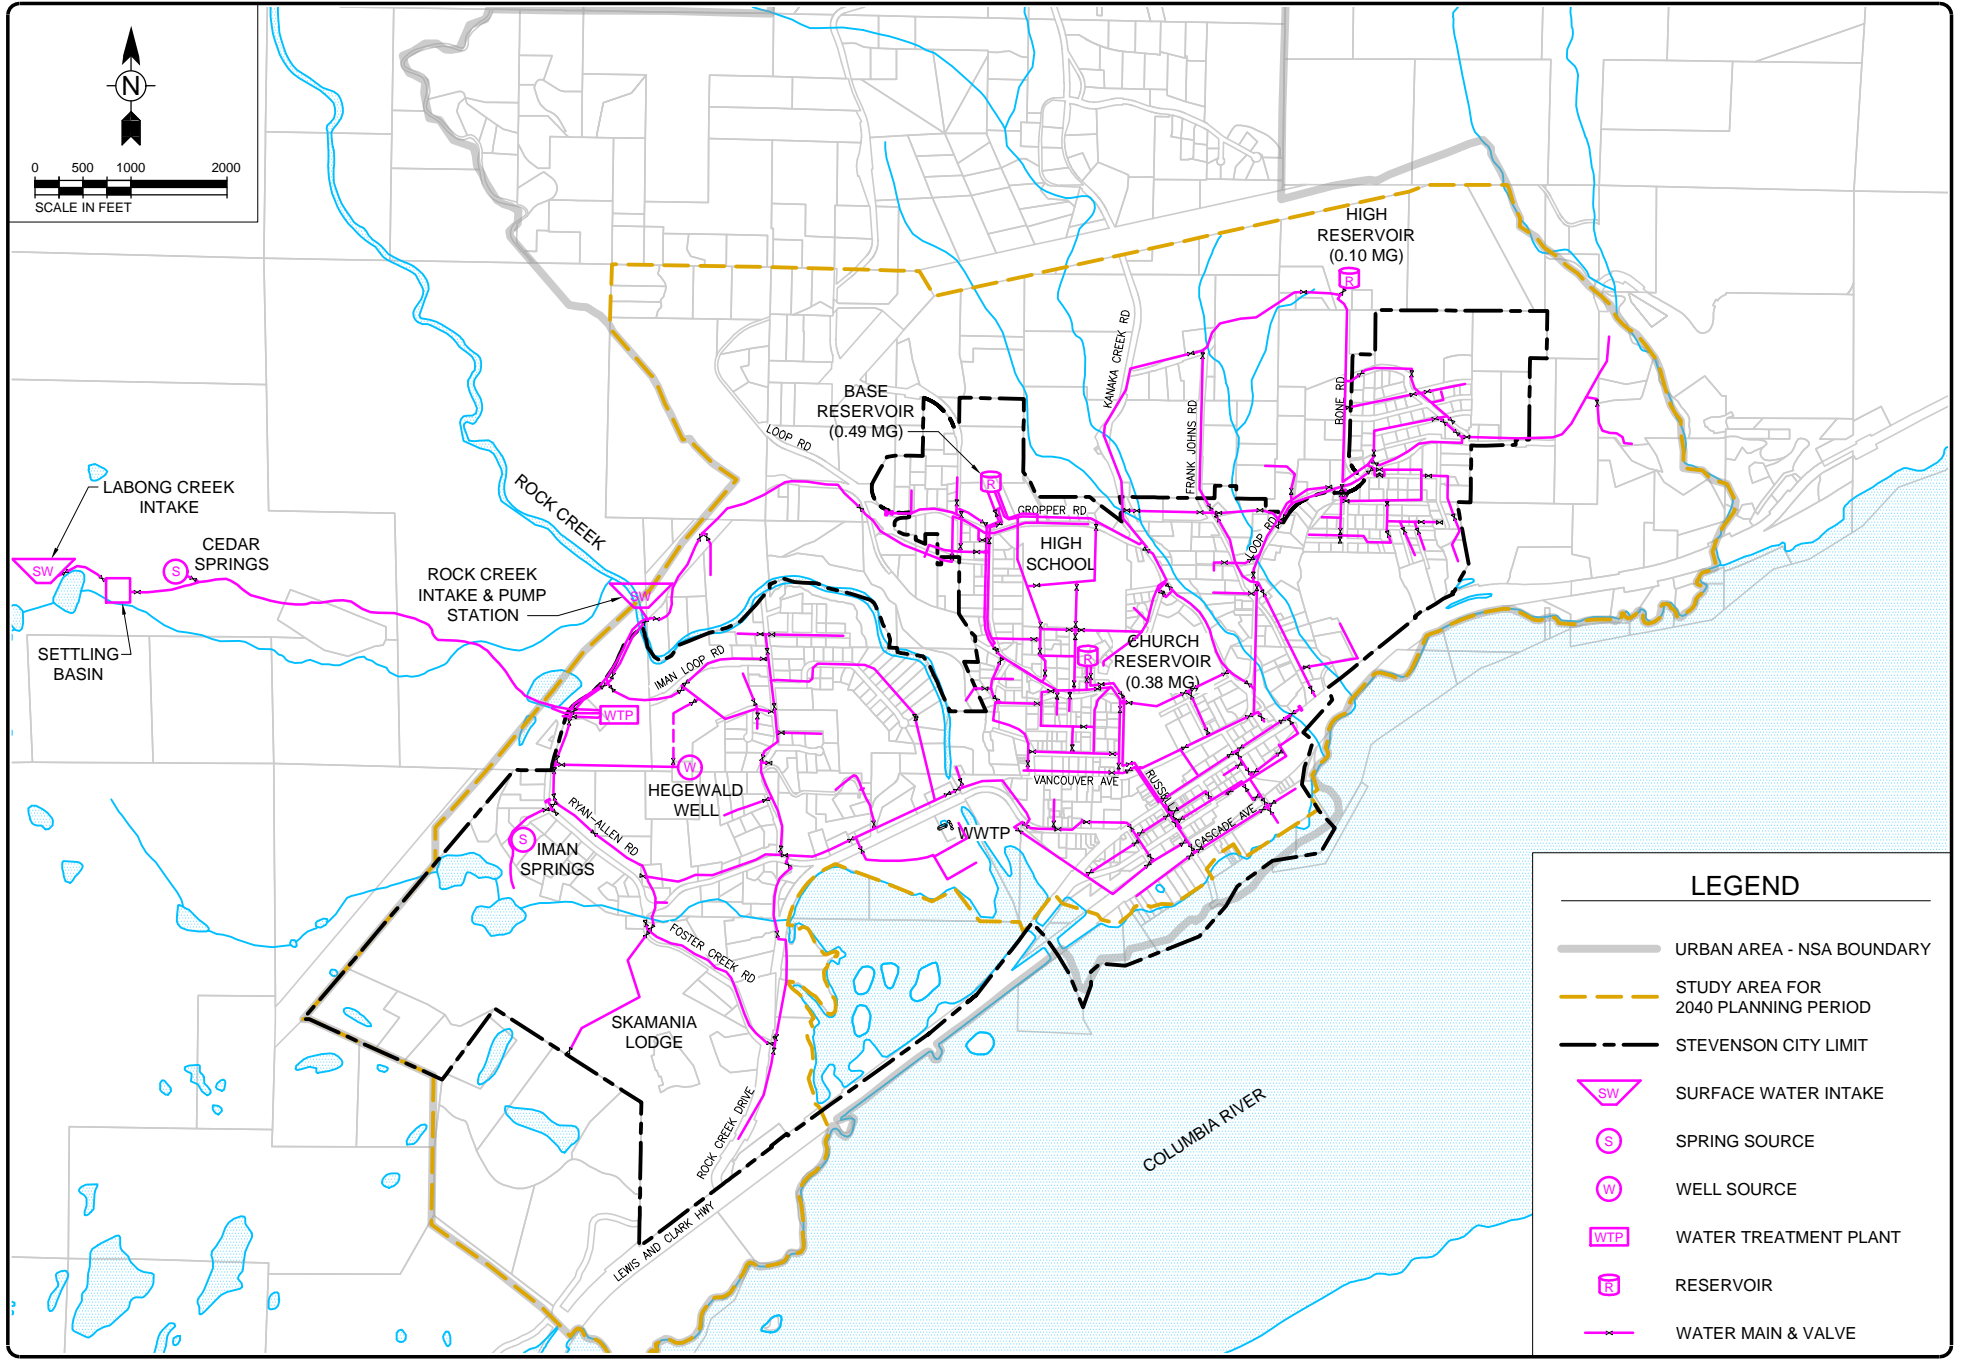 N
0 500 1000 2000
SCALE IN FEET
HIGH
RESERVOIR
(0.10 MG)
R
KANAKA CREEK RD
FRANK JOHNS RD
BONE RD
BASE
RESERVOIR
(0.49 MG)
R
LOOP RD
GROPPER RD
HIGH
SCHOOL
LOOP RD
ROCK CREEK
LABONG CREEK
INTAKE
SW
CEDAR
SPRINGS
S
SETTLING
BASIN
ROCK CREEK
INTAKE & PUMP
STATION
SW
IMAN LOOP RD
WTP
CHURCH
RESERVOIR
(0.38 MG)
R
W
HEGEWALD
WELL
VANCOUVER AVE
RUSSELL
CASCADE AVE
RYAN-ALLEN RD
S
IMAN
SPRINGS
WWTP
FOSTER CREEK RD
SKAMANIA
LODGE
ROCK CREEK DRIVE
LEWIS AND CLARK HWY
COLUMBIA RIVER
LEGEND
URBAN AREA - NSA BOUNDARY
STUDY AREA FOR
2040 PLANNING PERIOD
STEVENSON CITY LIMIT
SW SURFACE WATER INTAKE
S SPRING SOURCE
W WELL SOURCE
WTP WATER TREATMENT PLANT
R RESERVOIR
WATER MAIN & VALVE